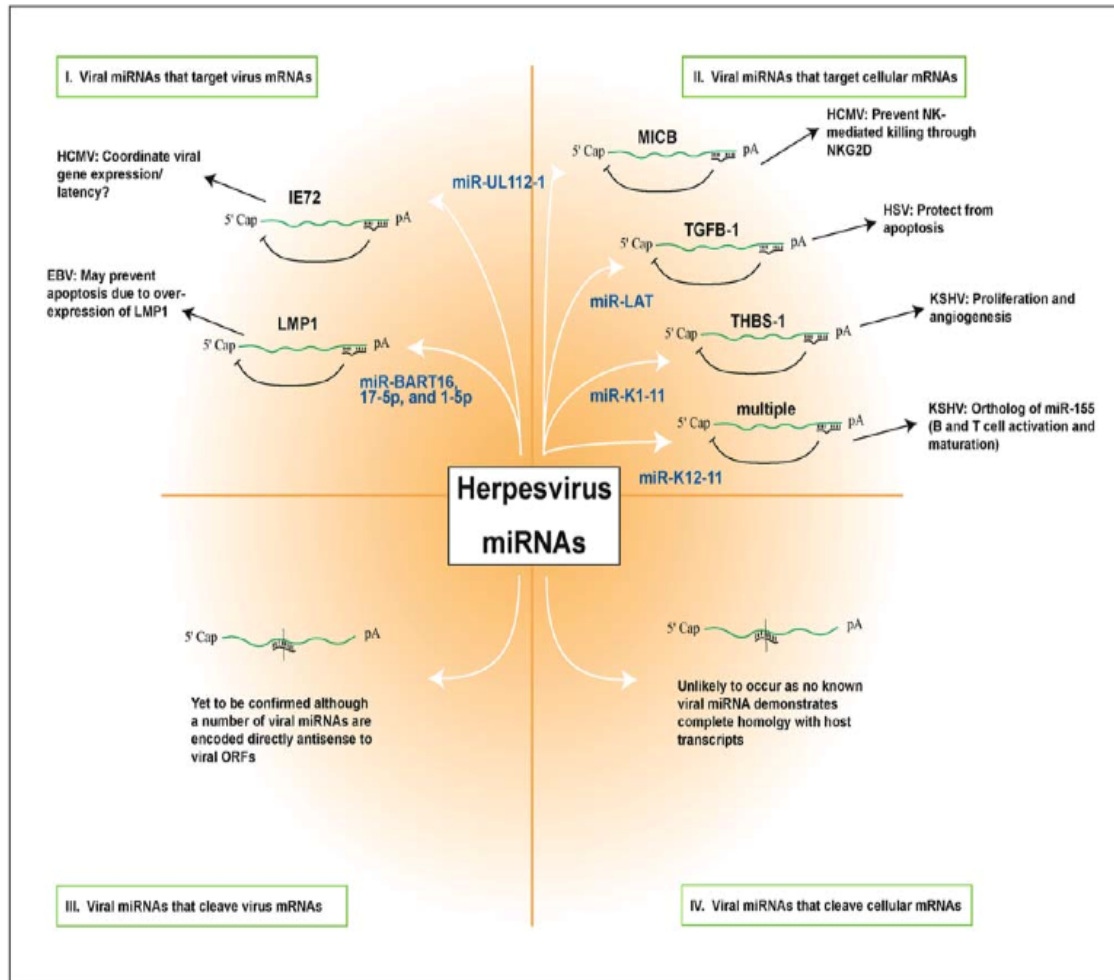 I. Viral miRNAs that target virus mRNAs
HCMV: Coordinate viral
gene expression/
latency?
IE72
5' Cap
pA
EBV: May prevent
apoptosis due to over-
expression of LMP1
LMP1
5' Cap
pA
miR-UL112-1
miR-BART16,
17-5p, and 1-5p
II. Viral miRNAs that target cellular mRNAs
MICB
5' Cap
pA
HCMV: Prevent NK-
mediated killing through
NKG2D
TGFB-1
5' Cap
pA
HSV: Protect from
apoptosis
miR-LAT
THBS-1
5' Cap
pA
KSHV: Proliferation and
angiogenesis
miR-K1-11
multiple
5' Cap
pA
KSHV: Ortholog of miR-155
(B and T cell activation and
maturation)
miR-K12-11
Herpesvirus
miRNAs
5' Cap
pA
Yet to be confirmed although
a number of viral miRNAs are
encoded directly antisense to
viral ORFs
III. Viral miRNAs that cleave virus mRNAs
5' Cap
pA
Unlikely to occur as no known
viral miRNA demonstrates
complete homolgy with host
transcripts
IV. Viral miRNAs that cleave cellular mRNAs